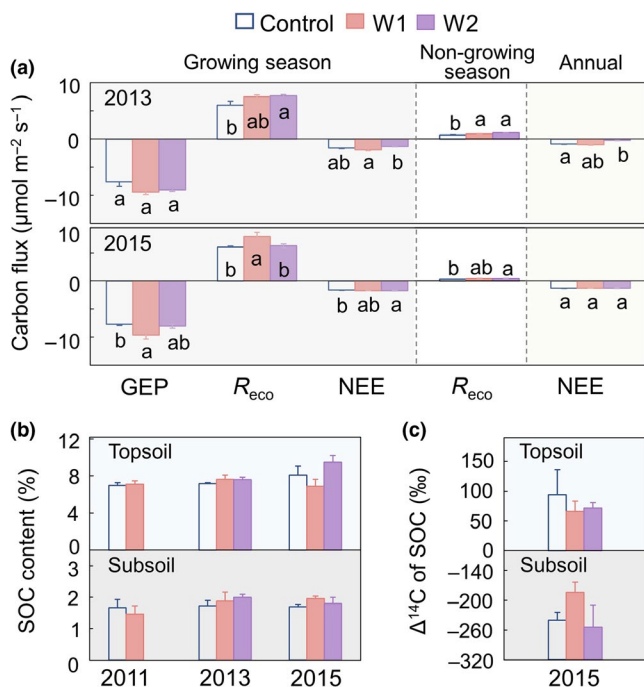 Control W1 W2
(a) Growing season Non-growing season Annual
Carbon flux (μmol m−2 s−1)
2013
10
0
−10
b ab a
b a a
ab a b
a ab b
a a a
2015
10
0
−10
b a b
b ab a
b ab a
a a a
b a ab
GEP Reco NEE Reco NEE
(b)
SOC content (%)
Topsoil
12
8
4
0
Subsoil
3
2
1
0
2011 2013 2015
(c)
Δ14C of SOC (‰)
Topsoil
150
100
50
0
Subsoil
−140
−200
−260
−320
2015